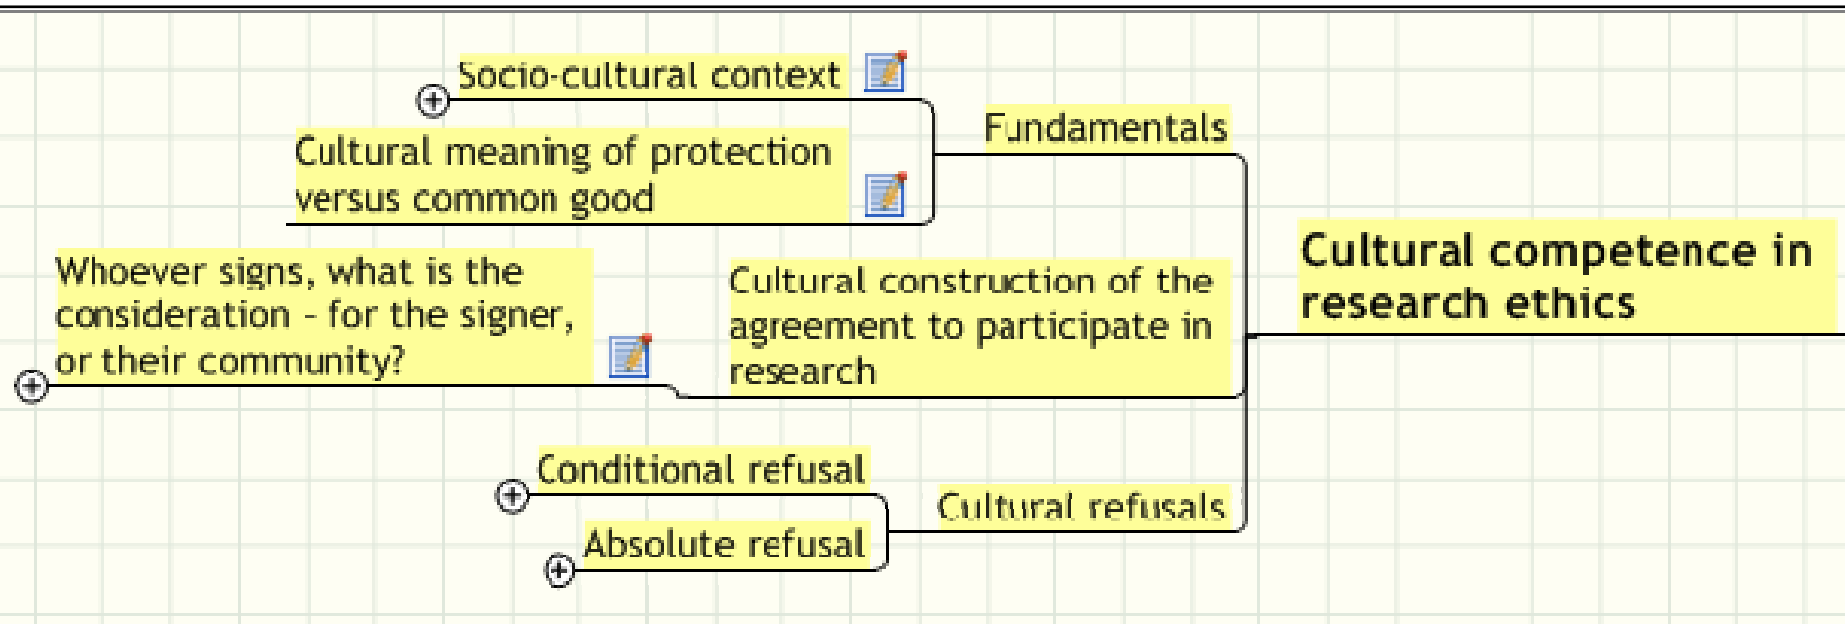 Socio-cultural context
Fundamentals
Cultural meaning of protection
versus common good
Cultural competence in
research ethics
Whoever signs, what is the
consideration - for the signer,
or their community?
Cultural construction of the
agreement to participate in
research
Conditional refusal
Cultural refusals
Absolute refusal